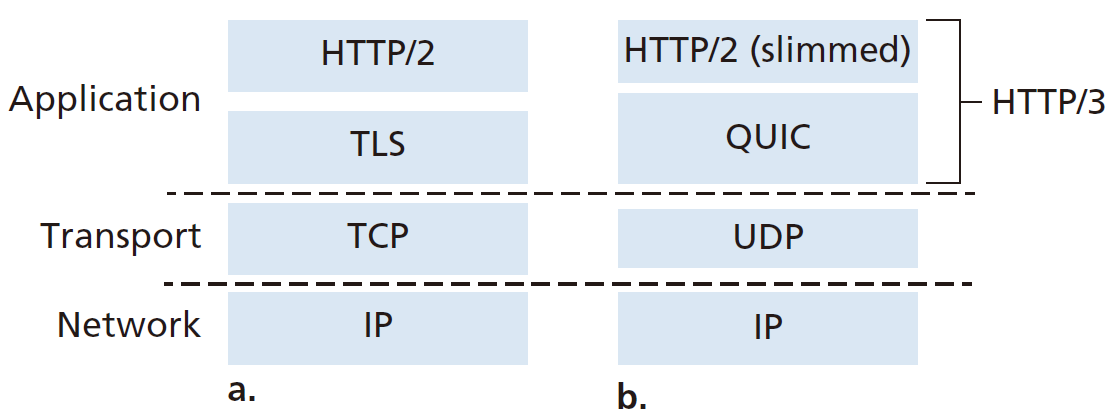 HTTP/2
HTTP/2 (slimmed)
Application
HTTP/3
TLS
QUIC
Transport
TCP
UDP
Network
IP
IP
a.
b.